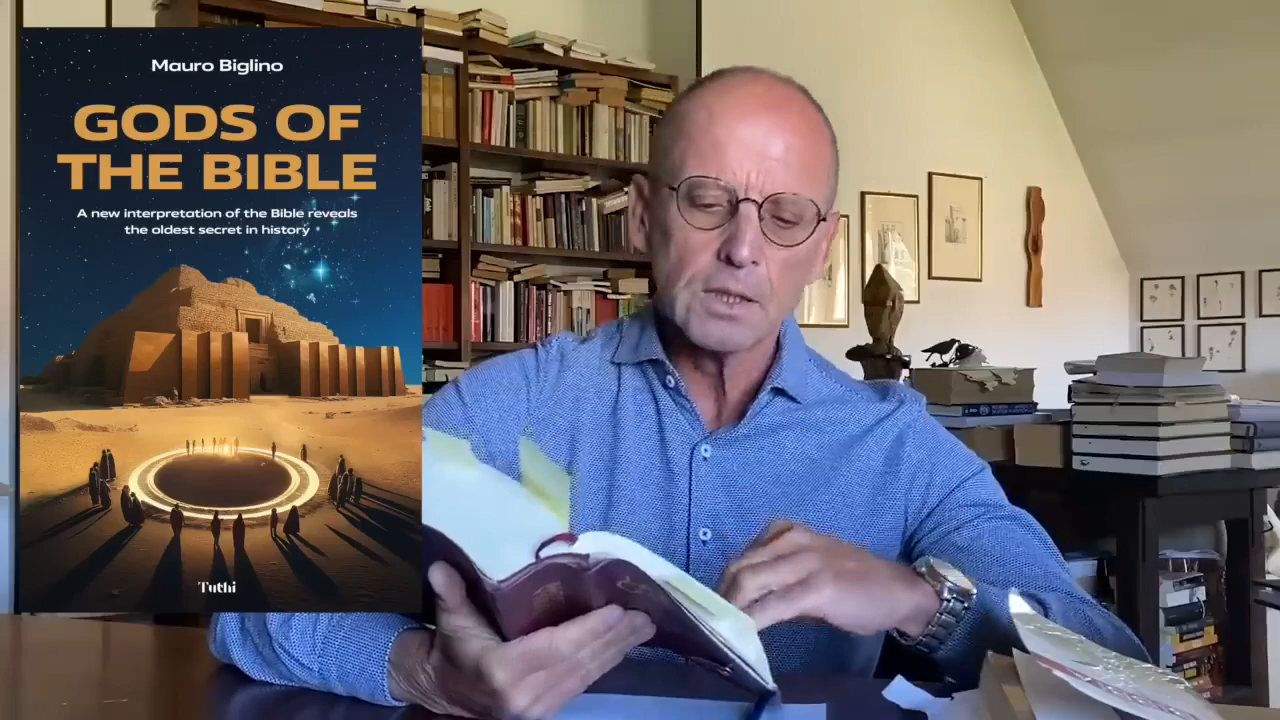 Mauro Biglino
GODS OF
THE BIBLE
A new interpretation of the Bible reveals
the oldest secret in history
Tuthi